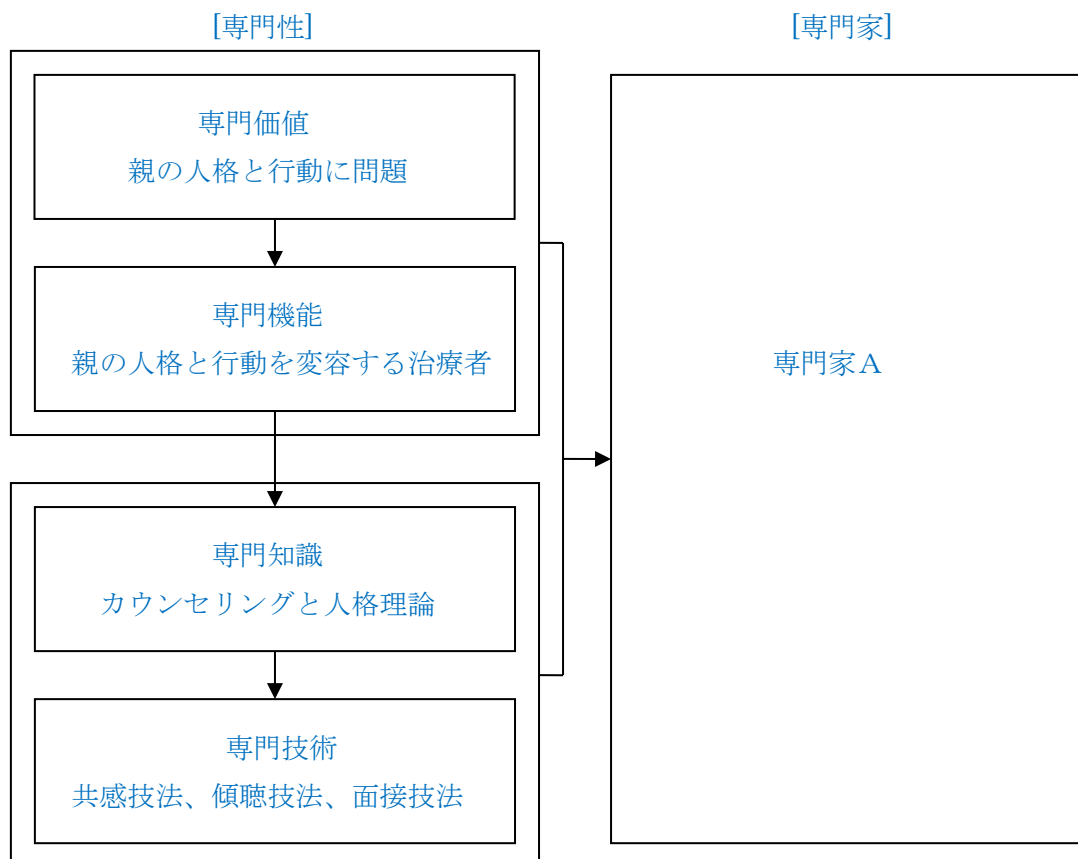 [専門性]
[専門家]
専門価値
親の人格と行動に問題
専門機能
親の人格と行動を変容する治療者
専門家A
専門知識
カウンセリングと人格理論
専門技術
共感技法、傾聴技法、面接技法